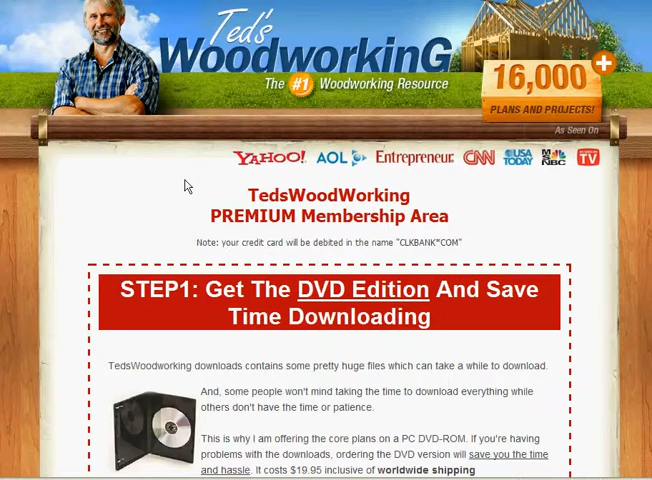 Ted's
WoodworkinG
The #1 Woodworking Resource
16,000
PLANS AND PROJECTS!
As Seen On
YAHOO! AOL Entrepreneur CNN USA TODAY MSNBC AS SEEN ON TV
TedsWoodWorking
PREMIUM Membership Area
Note: your credit card will be debited in the name "CLKBANK*COM"
STEP1: Get The DVD Edition And Save
Time Downloading
TedsWoodworking downloads contains some pretty huge files which can take a while to download.
And, some people won't mind taking the time to download everything while
others don't have the time or patience.
This is why I am offering the core plans on a PC DVD-ROM. If you're having
problems with the downloads, ordering the DVD version will save you the time
and hassle. It costs $19.95 inclusive of worldwide shipping